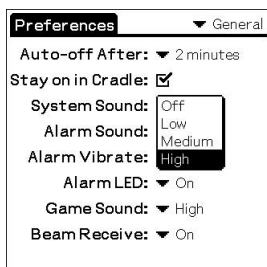 Preferences General
Auto-off After: 2 minutes
Stay on in Cradle:
System Sound: Off
Low
Alarm Sound: Medium
Alarm Vibrate: High
Alarm LED: On
Game Sound: High
Beam Receive: On